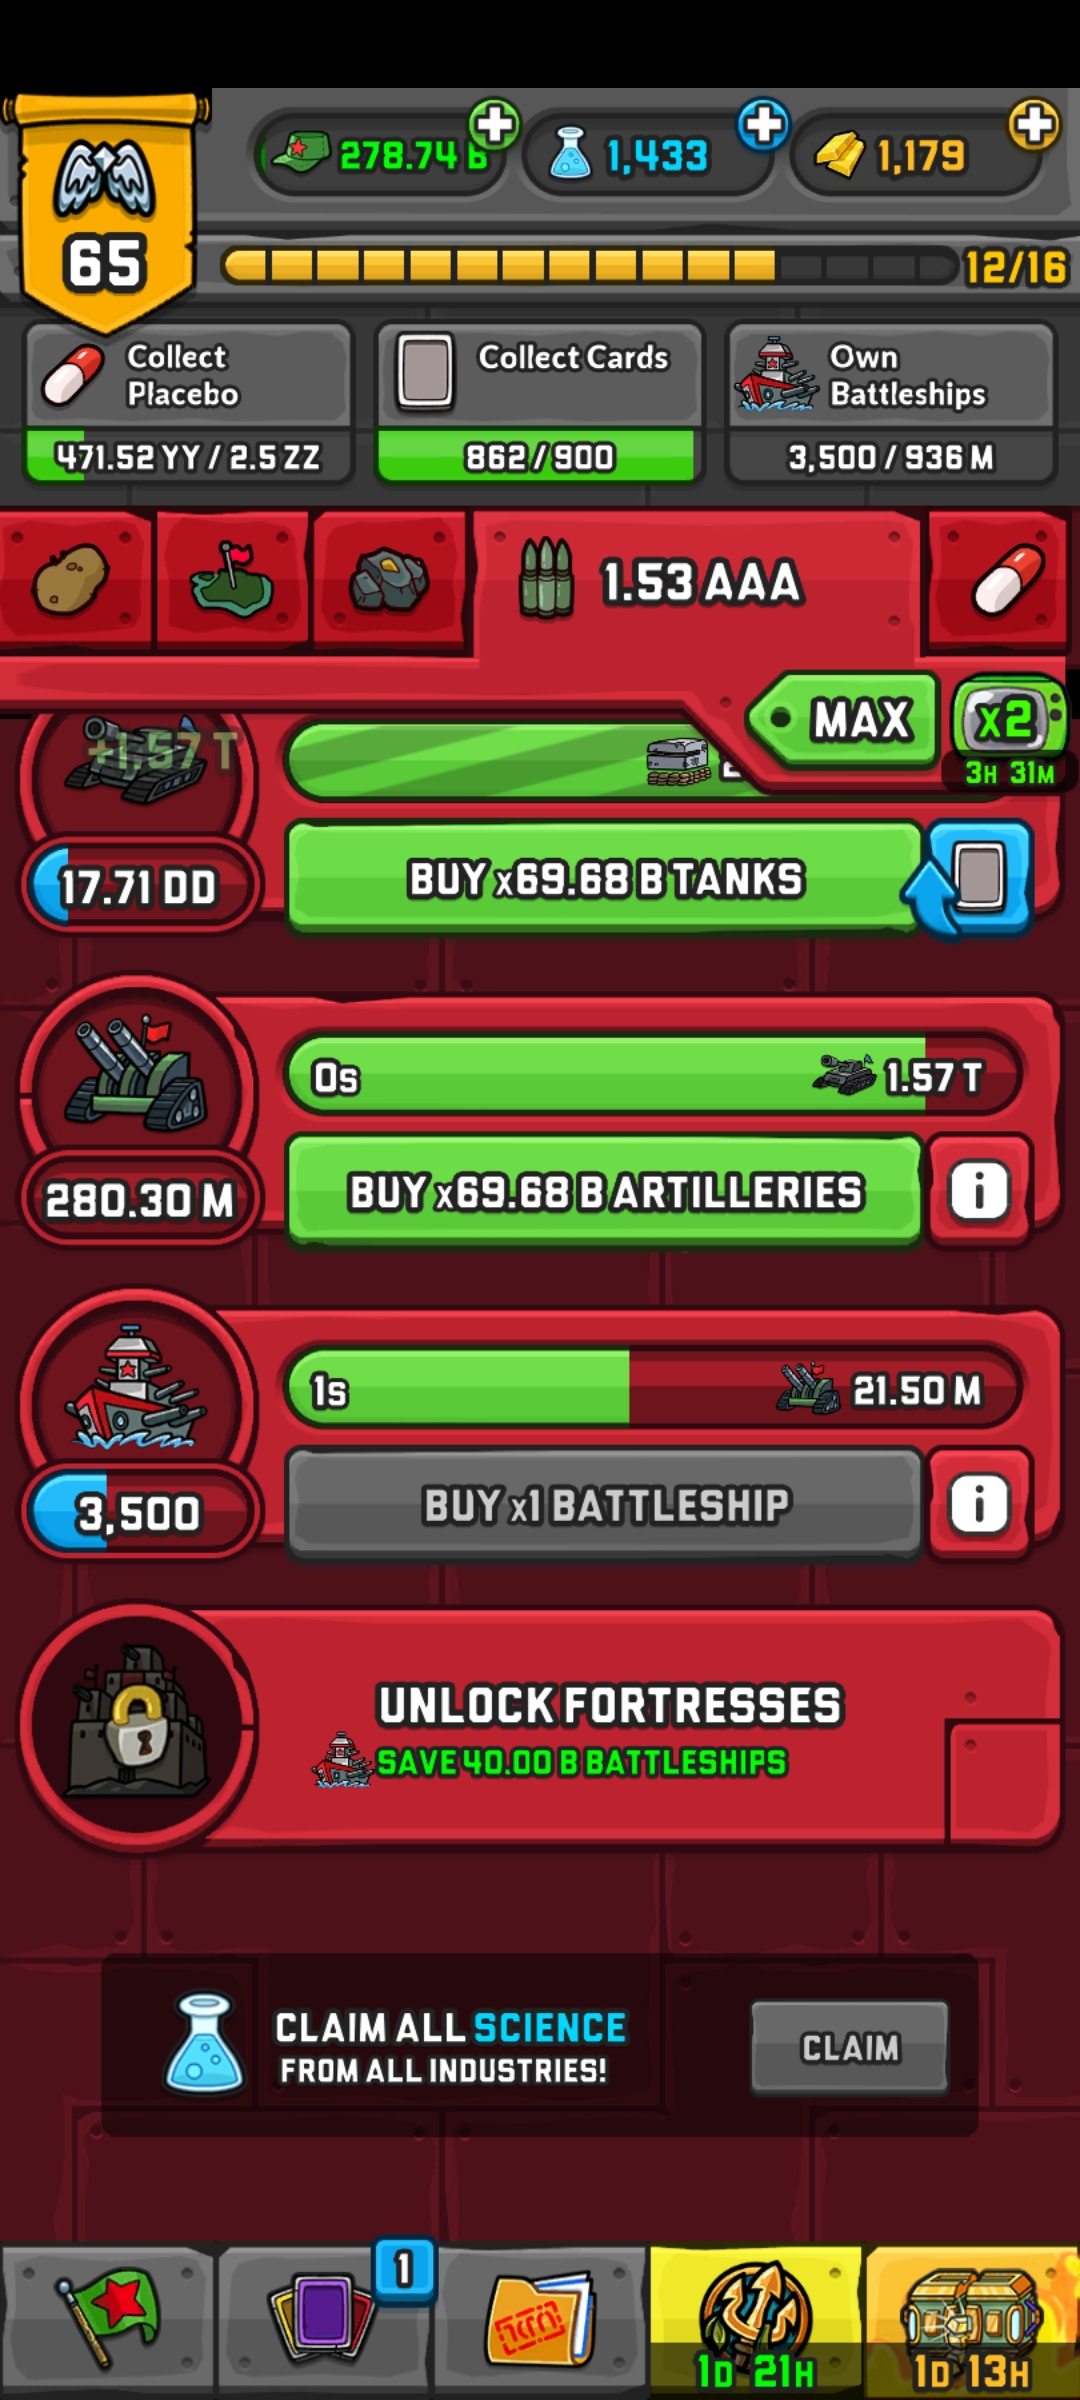 278.74 B
1,433
1,179
65
12/16
Collect
Placebo
Collect Cards
Own
Battleships
471.52 YY / 2.5 ZZ
862/900
3,500 / 936 M
1.53 AAA
MAX
x2
3H 31M
+1.57 T
17.71 DD
BUY x69.68 B TANKS
0s
1.57 T
280.30 M
BUY x69.68 B ARTILLERIES
i
1s
21.50 M
3,500
BUY x1 BATTLESHIP
i
UNLOCK FORTRESSES
SAVE 40.00 B BATTLESHIPS
CLAIM ALL SCIENCE
FROM ALL INDUSTRIES!
CLAIM
1
1D 21H
1D 13H